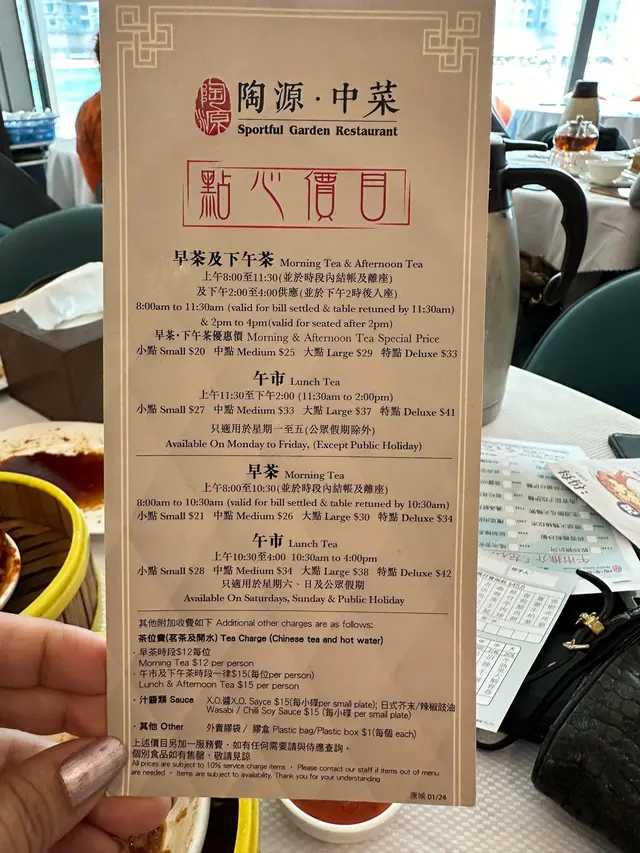 陶源
陶源·中菜
Sportful Garden Restaurant
點心價目
早茶及下午茶 Morning Tea & Afternoon Tea
上午8:00至11:30(並於時段內結帳及離座)
及下午2:00至4:00供應(並於下午2時後入座)
8:00am to 11:30am (valid for bill settled & table retuned by 11:30am)
& 2pm to 4pm(valid for seated after 2pm)
早茶·下午茶優惠價 Morning & Afternoon Tea Special Price
小點 Small $20 中點 Medium $25 大點 Large $29 特點 Deluxe $33
午市 Lunch Tea
上午11:30至下午2:00 (11:30am to 2:00pm)
小點 Small $27 中點 Medium $33 大點 Large $37 特點 Deluxe $41
只適用於星期一至五(公眾假期除外)
Available On Monday to Friday, (Except Public Holiday)
早茶 Morning Tea
上午8:00至10:30(並於時段內結帳及離座)
8:00am to 10:30am (valid for bill settled & table retuned by 10:30am)
小點 Small $21 中點 Medium $26 大點 Large $30 特點 Deluxe $34
午市 Lunch Tea
上午10:30至4:00 10:30am to 4:00pm
小點 Small $28 中點 Medium $34 大點 Large $38 特點 Deluxe $42
只適用於星期六、日及公眾假期
Available On Saturdays, Sunday & Public Holiday
其他附加收費如下 Additional other charges are as follows:
茶位費(茗茶及開水) Tea Charge (Chinese tea and hot water)
· 早茶時段$12每位
Morning Tea $12 per person
· 午市及下午茶時段一律$15(每位per person)
Lunch & Afternoon Tea $15 per person
· 汁醬類 Sauce X.O.醬X.O. Sayce $15(每小碟per small plate); 日式芥末/辣椒豉油
Wasabi / Chili Soy Sauce $15 (每小碟 per small plate)
· 其他 Other 外賣膠袋 / 膠盒 Plastic bag/Plastic box $1(每個 each)
上述價目另加一服務費，如有任何需要請與侍應查詢。
個別食品如有售罄，敬請見諒
All prices are subject to 10% service charge items • Please contact our staff if items out of menu
are needed • Items are subject to availability. Thank you for your understanding
康城 01/24